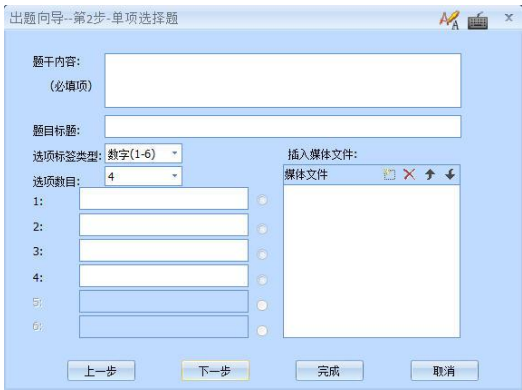 出题向导--第2步-单项选择题
题干内容:
(必填项)
题目标题:
选项标签类型: 数字(1-6)
插入媒体文件:
选项数目: 4
媒体文件
1:
2:
3:
4:
5:
6:
上一步 下一步 完成 取消